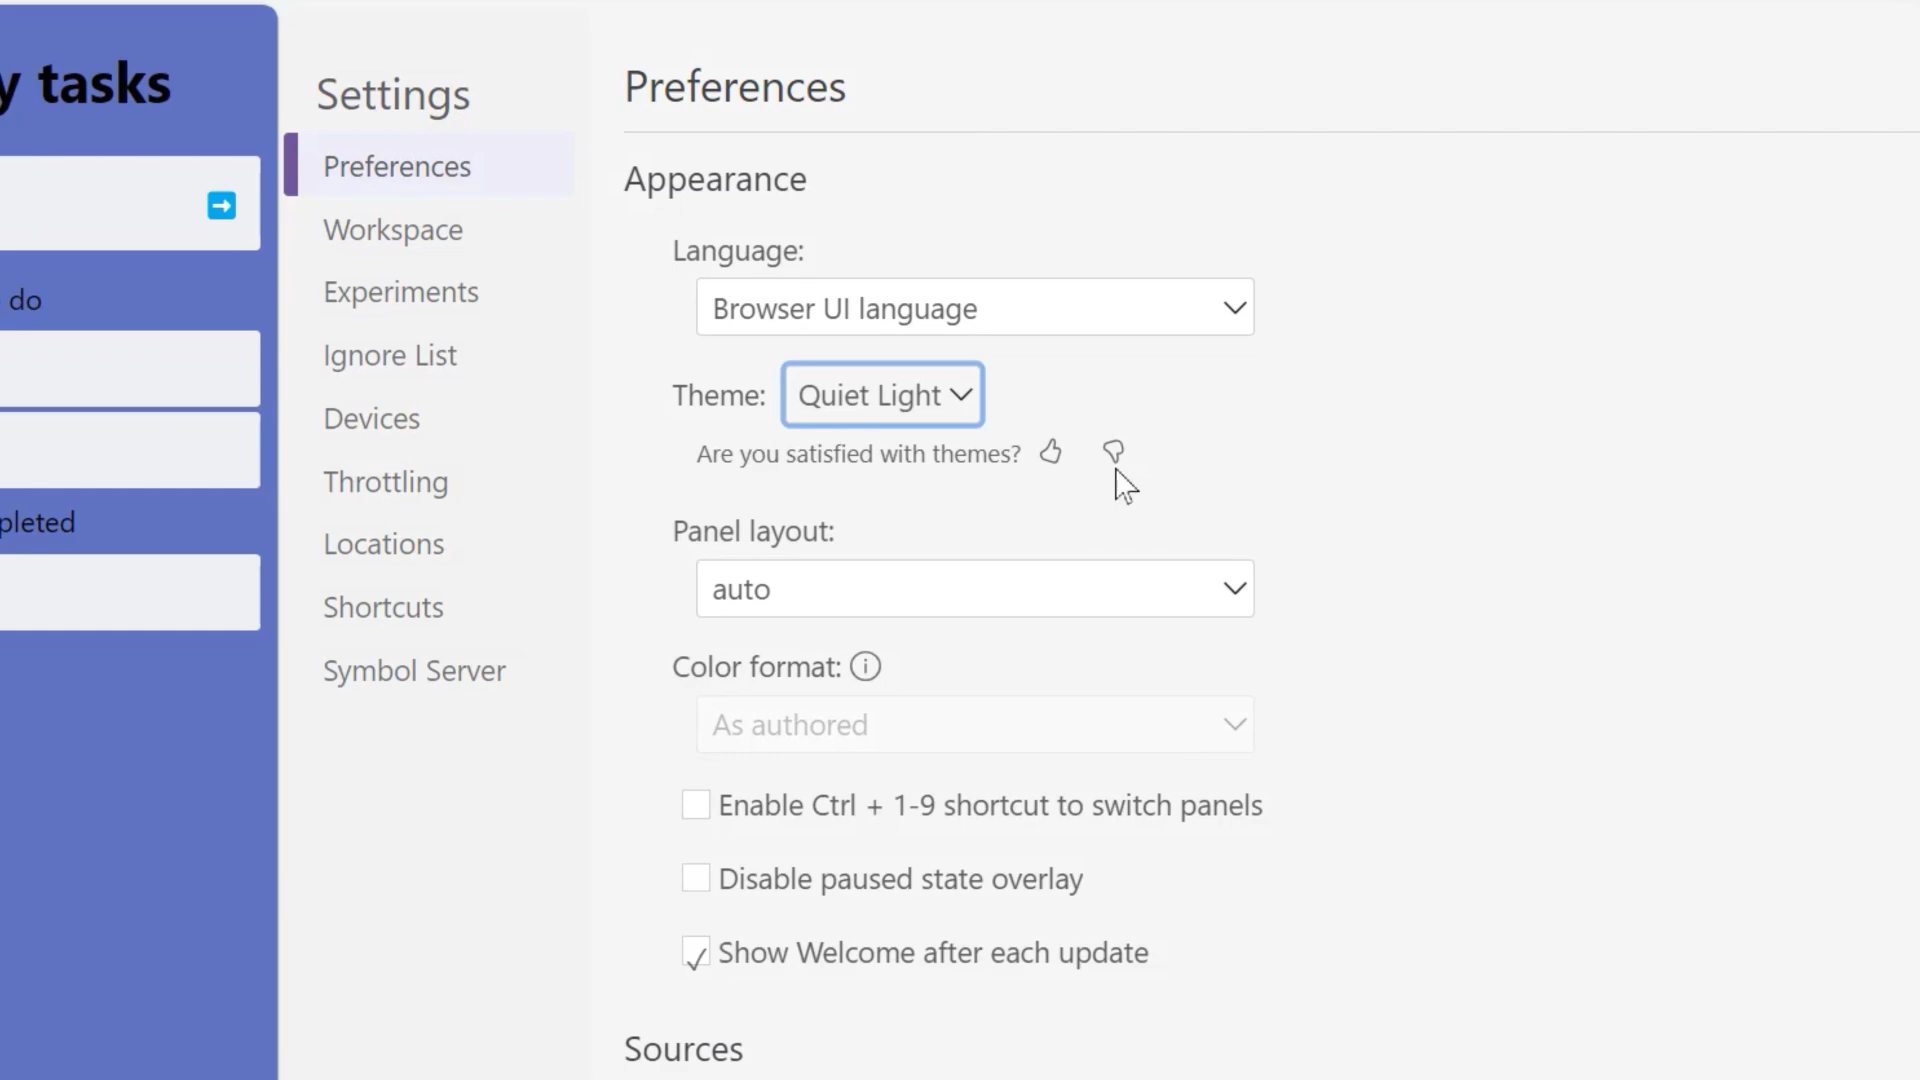 y tasks
do
pleted
Settings
Preferences
Workspace
Experiments
Ignore List
Devices
Throttling
Locations
Shortcuts
Symbol Server
Preferences
Appearance
Language:
Browser UI language
Theme: Quiet Light
Are you satisfied with themes?
Panel layout:
auto
Color format:
As authored
Enable Ctrl + 1-9 shortcut to switch panels
Disable paused state overlay
Show Welcome after each update
Sources